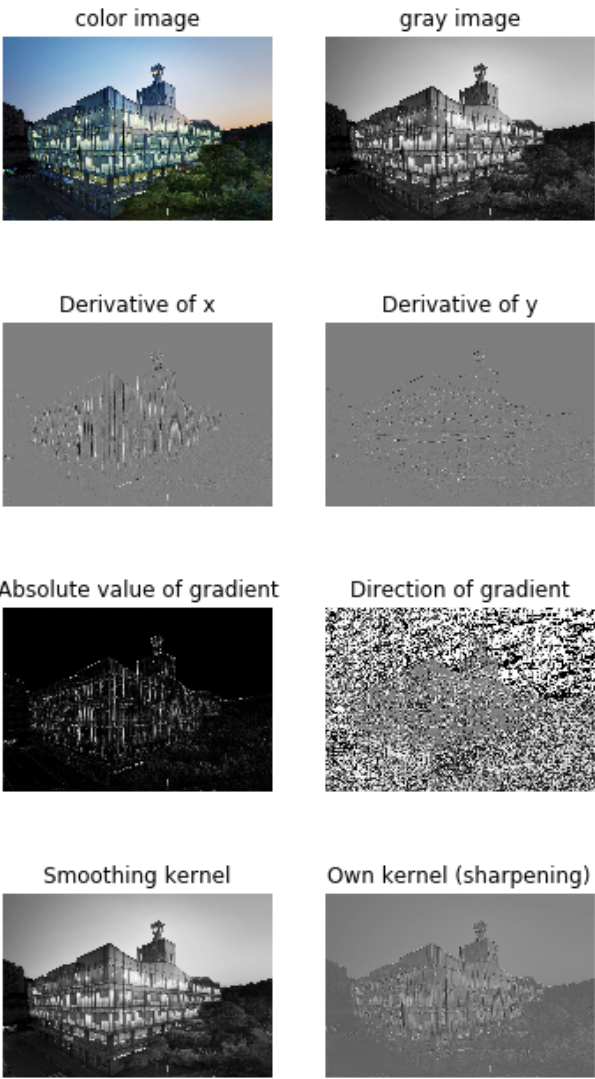 color image
gray image
Derivative of x
Derivative of y
Absolute value of gradient
Direction of gradient
Smoothing kernel
Own kernel (sharpening)